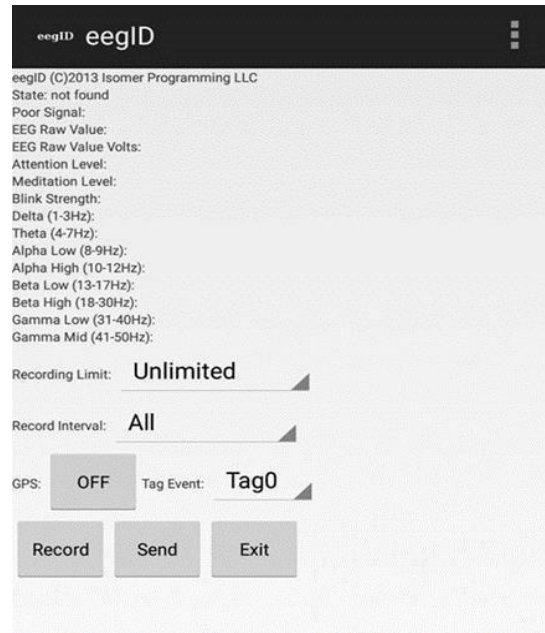 eegID eegID
eegID (C)2013 Isomer Programming LLC
State: not found
Poor Signal:
EEG Raw Value:
EEG Raw Value Volts:
Attention Level:
Meditation Level:
Blink Strength:
Delta (1-3Hz):
Theta (4-7Hz):
Alpha Low (8-9Hz):
Alpha High (10-12Hz):
Beta Low (13-17Hz):
Beta High (18-30Hz):
Gamma Low (31-40Hz):
Gamma Mid (41-50Hz):
Recording Limit: Unlimited
Record Interval: All
GPS: OFF Tag Event: Tag0
Record Send Exit